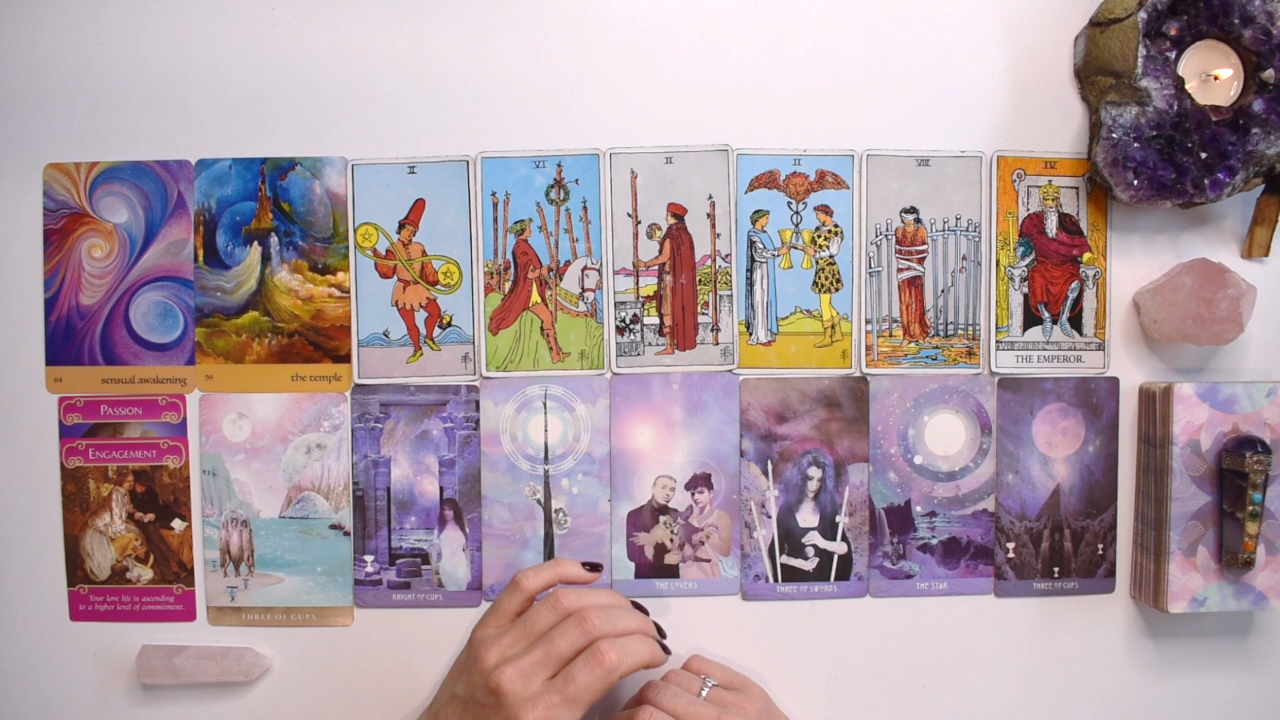 II
VI
II
II
VIII
IV
64 sensual awakening
59 the temple
THE EMPEROR.
PASSION
ENGAGEMENT
Your love life is ascending
to a higher level of commitment.
THREE OF CUPS
KNIGHT OF CUPS
VI
THE LOVERS
THREE OF SWORDS
THE STAR
THREE OF CUPS